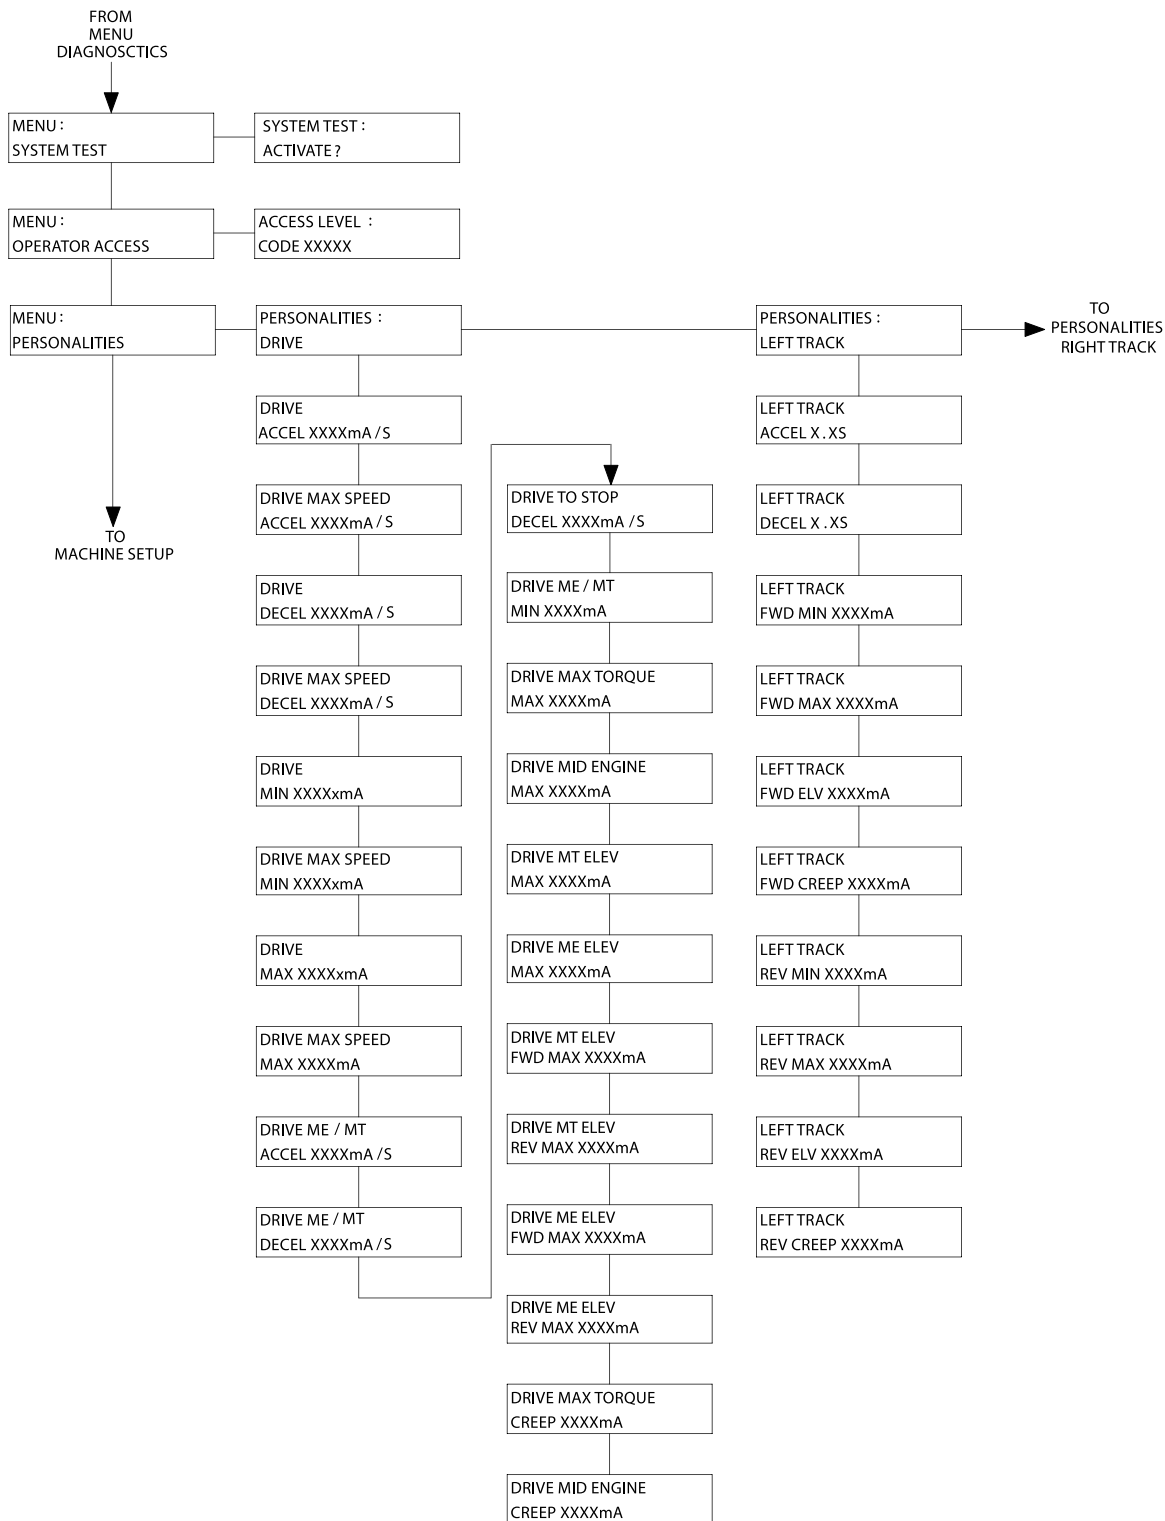 FROM
MENU
DIAGNOSCTICS
MENU :
SYSTEM TEST
SYSTEM TEST :
ACTIVATE ?
MENU :
OPERATOR ACCESS
ACCESS LEVEL :
CODE XXXXX
MENU :
PERSONALITIES
TO
MACHINE SETUP
PERSONALITIES :
DRIVE
DRIVE
ACCEL XXXXmA / S
DRIVE MAX SPEED
ACCEL XXXXmA / S
DRIVE
DECEL XXXXmA / S
DRIVE MAX SPEED
DECEL XXXXmA / S
DRIVE
MIN XXXXxmA
DRIVE MAX SPEED
MIN XXXXxmA
DRIVE
MAX XXXXxmA
DRIVE MAX SPEED
MAX XXXXmA
DRIVE ME / MT
ACCEL XXXXmA / S
DRIVE ME / MT
DECEL XXXXmA / S
DRIVE TO STOP
DECEL XXXXmA / S
DRIVE ME / MT
MIN XXXXmA
DRIVE MAX TORQUE
MAX XXXXmA
DRIVE MID ENGINE
MAX XXXXmA
DRIVE MT ELEV
MAX XXXXmA
DRIVE ME ELEV
MAX XXXXmA
DRIVE MT ELEV
FWD MAX XXXXmA
DRIVE MT ELEV
REV MAX XXXXmA
DRIVE ME ELEV
FWD MAX XXXXmA
DRIVE ME ELEV
REV MAX XXXXmA
DRIVE MAX TORQUE
CREEP XXXXmA
DRIVE MID ENGINE
CREEP XXXXmA
PERSONALITIES :
LEFT TRACK
LEFT TRACK
ACCEL X . XS
LEFT TRACK
DECEL X . XS
LEFT TRACK
FWD MIN XXXXmA
LEFT TRACK
FWD MAX XXXXmA
LEFT TRACK
FWD ELV XXXXmA
LEFT TRACK
FWD CREEP XXXXmA
LEFT TRACK
REV MIN XXXXmA
LEFT TRACK
REV MAX XXXXmA
LEFT TRACK
REV ELV XXXXmA
LEFT TRACK
REV CREEP XXXXmA
TO
PERSONALITIES
RIGHT TRACK